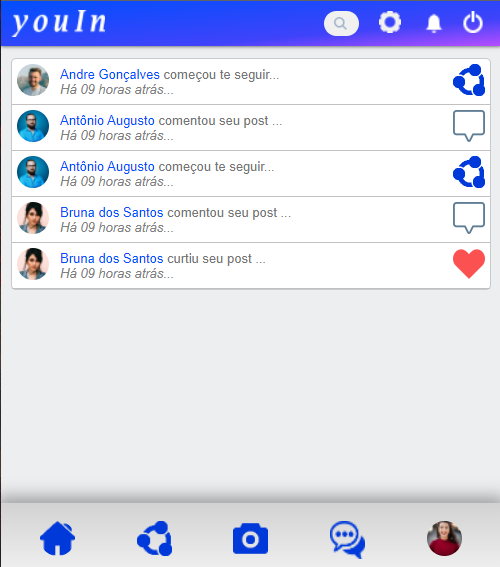 youIn
Andre Gonçalves começou te seguir...
Há 09 horas atrás...
Antônio Augusto comentou seu post ...
Há 09 horas atrás...
Antônio Augusto começou te seguir...
Há 09 horas atrás...
Bruna dos Santos comentou seu post ...
Há 09 horas atrás...
Bruna dos Santos curtiu seu post ...
Há 09 horas atrás...